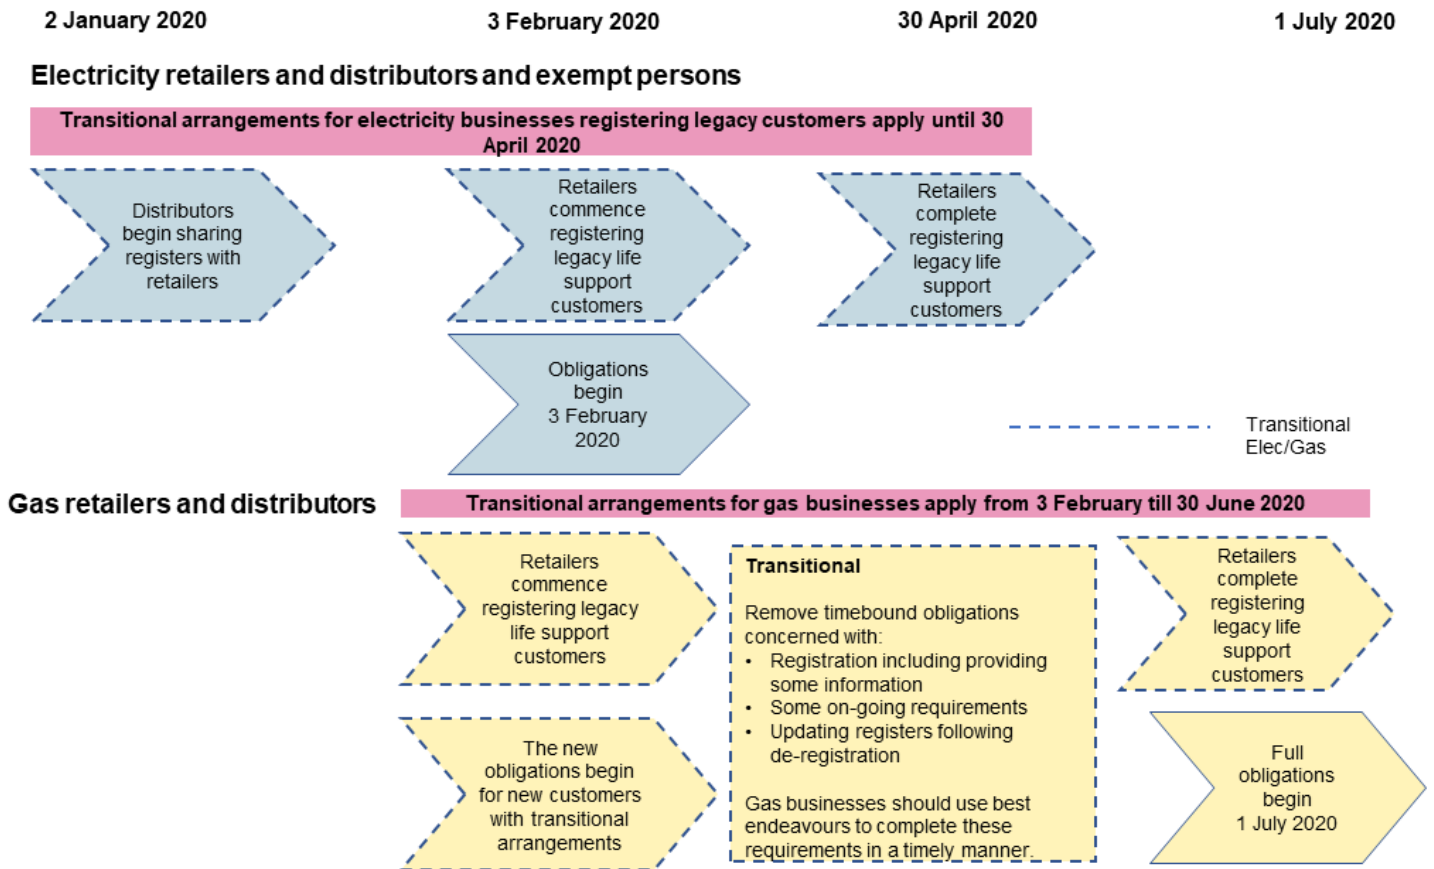 2 January 2020
3 February 2020
30 April 2020
1 July 2020
Electricity retailers and distributors and exempt persons
Transitional arrangements for electricity businesses registering legacy customers apply until 30
April 2020
Distributors
begin sharing
registers with
retailers
Retailers
commence
registering
legacy life
support
customers
Retailers
complete
registering
legacy life
support
customers
Obligations
begin
3 February
2020
Transitional
Elec/Gas
Gas retailers and distributors
Transitional arrangements for gas businesses apply from 3 February till 30 June 2020
Retailers
commence
registering legacy
life support
customers
The new
obligations begin
for new customers
with transitional
arrangements
Transitional
Remove timebound obligations
concerned with:
• Registration including providing
some information
• Some on-going requirements
• Updating registers following
de-registration
Gas businesses should use best
endeavours to complete these
requirements in a timely manner.
Retailers
complete
registering
legacy life
support
customers
Full
obligations
begin
1 July 2020